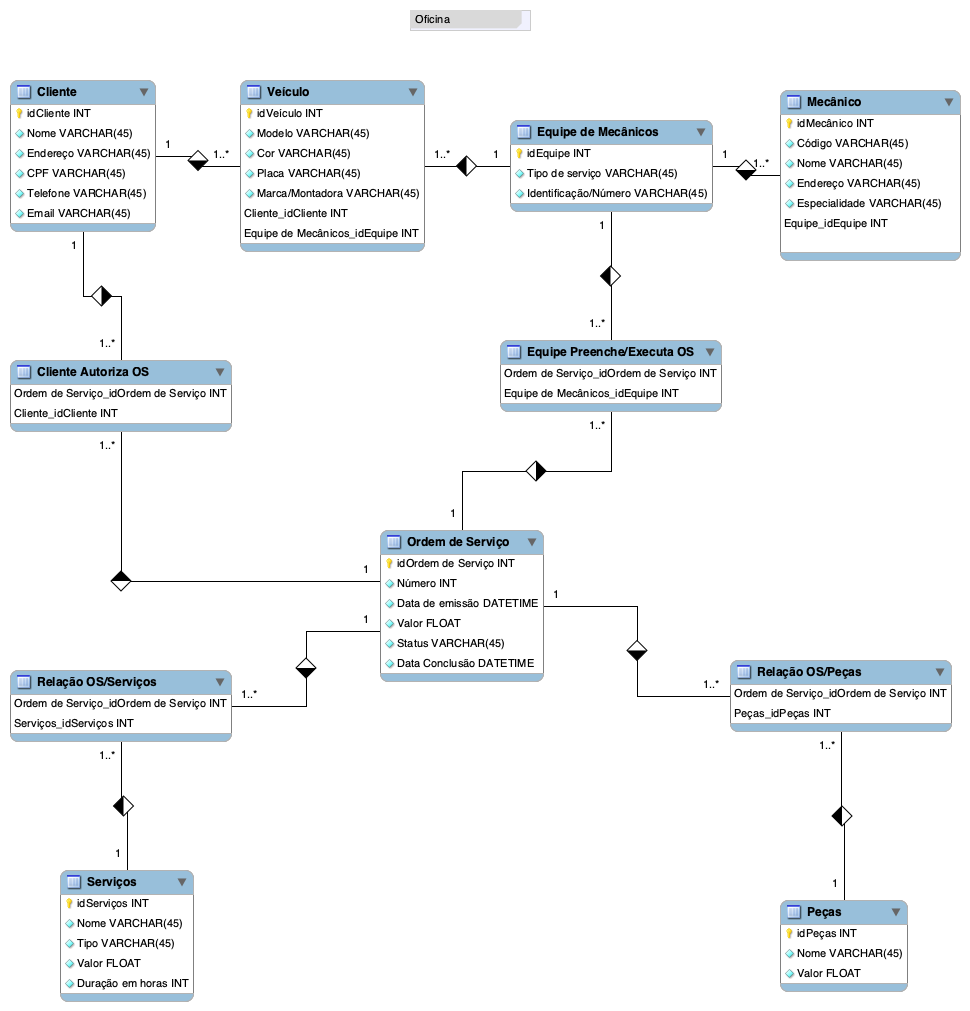 Oficina
Cliente
idCliente INT
Nome VARCHAR(45)
Endereço VARCHAR(45)
CPF VARCHAR(45)
Telefone VARCHAR(45)
Email VARCHAR(45)
1
1..*
Veículo
idVeículo INT
Modelo VARCHAR(45)
Cor VARCHAR(45)
Placa VARCHAR(45)
Marca/Montadora VARCHAR(45)
Cliente_idCliente INT
Equipe de Mecânicos_idEquipe INT
1..*
1
Equipe de Mecânicos
idEquipe INT
Tipo de serviço VARCHAR(45)
Identificação/Número VARCHAR(45)
1
1..*
Mecânico
idMecânico INT
Código VARCHAR(45)
Nome VARCHAR(45)
Endereço VARCHAR(45)
Especialidade VARCHAR(45)
Equipe_idEquipe INT
1
1..*
Cliente Autoriza OS
Ordem de Serviço_idOrdem de Serviço INT
Cliente_idCliente INT
1..*
1
1
1..*
Equipe Preenche/Executa OS
Ordem de Serviço_idOrdem de Serviço INT
Equipe de Mecânicos_idEquipe INT
1..*
1
Ordem de Serviço
idOrdem de Serviço INT
Número INT
Data de emissão DATETIME
Valor FLOAT
Status VARCHAR(45)
Data Conclusão DATETIME
1
1..*
Relação OS/Serviços
Ordem de Serviço_idOrdem de Serviço INT
Serviços_idServiços INT
1..*
1
Serviços
idServiços INT
Nome VARCHAR(45)
Tipo VARCHAR(45)
Valor FLOAT
Duração em horas INT
1
1..*
Relação OS/Peças
Ordem de Serviço_idOrdem de Serviço INT
Peças_idPeças INT
1..*
1
Peças
idPeças INT
Nome VARCHAR(45)
Valor FLOAT